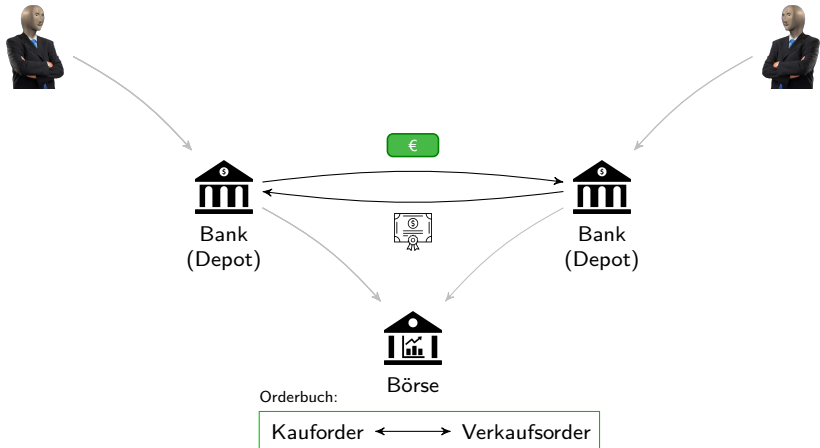 €
$
$
$
Bank
(Depot)
Bank
(Depot)
Börse
Orderbuch:
Kauforder
Verkaufsorder